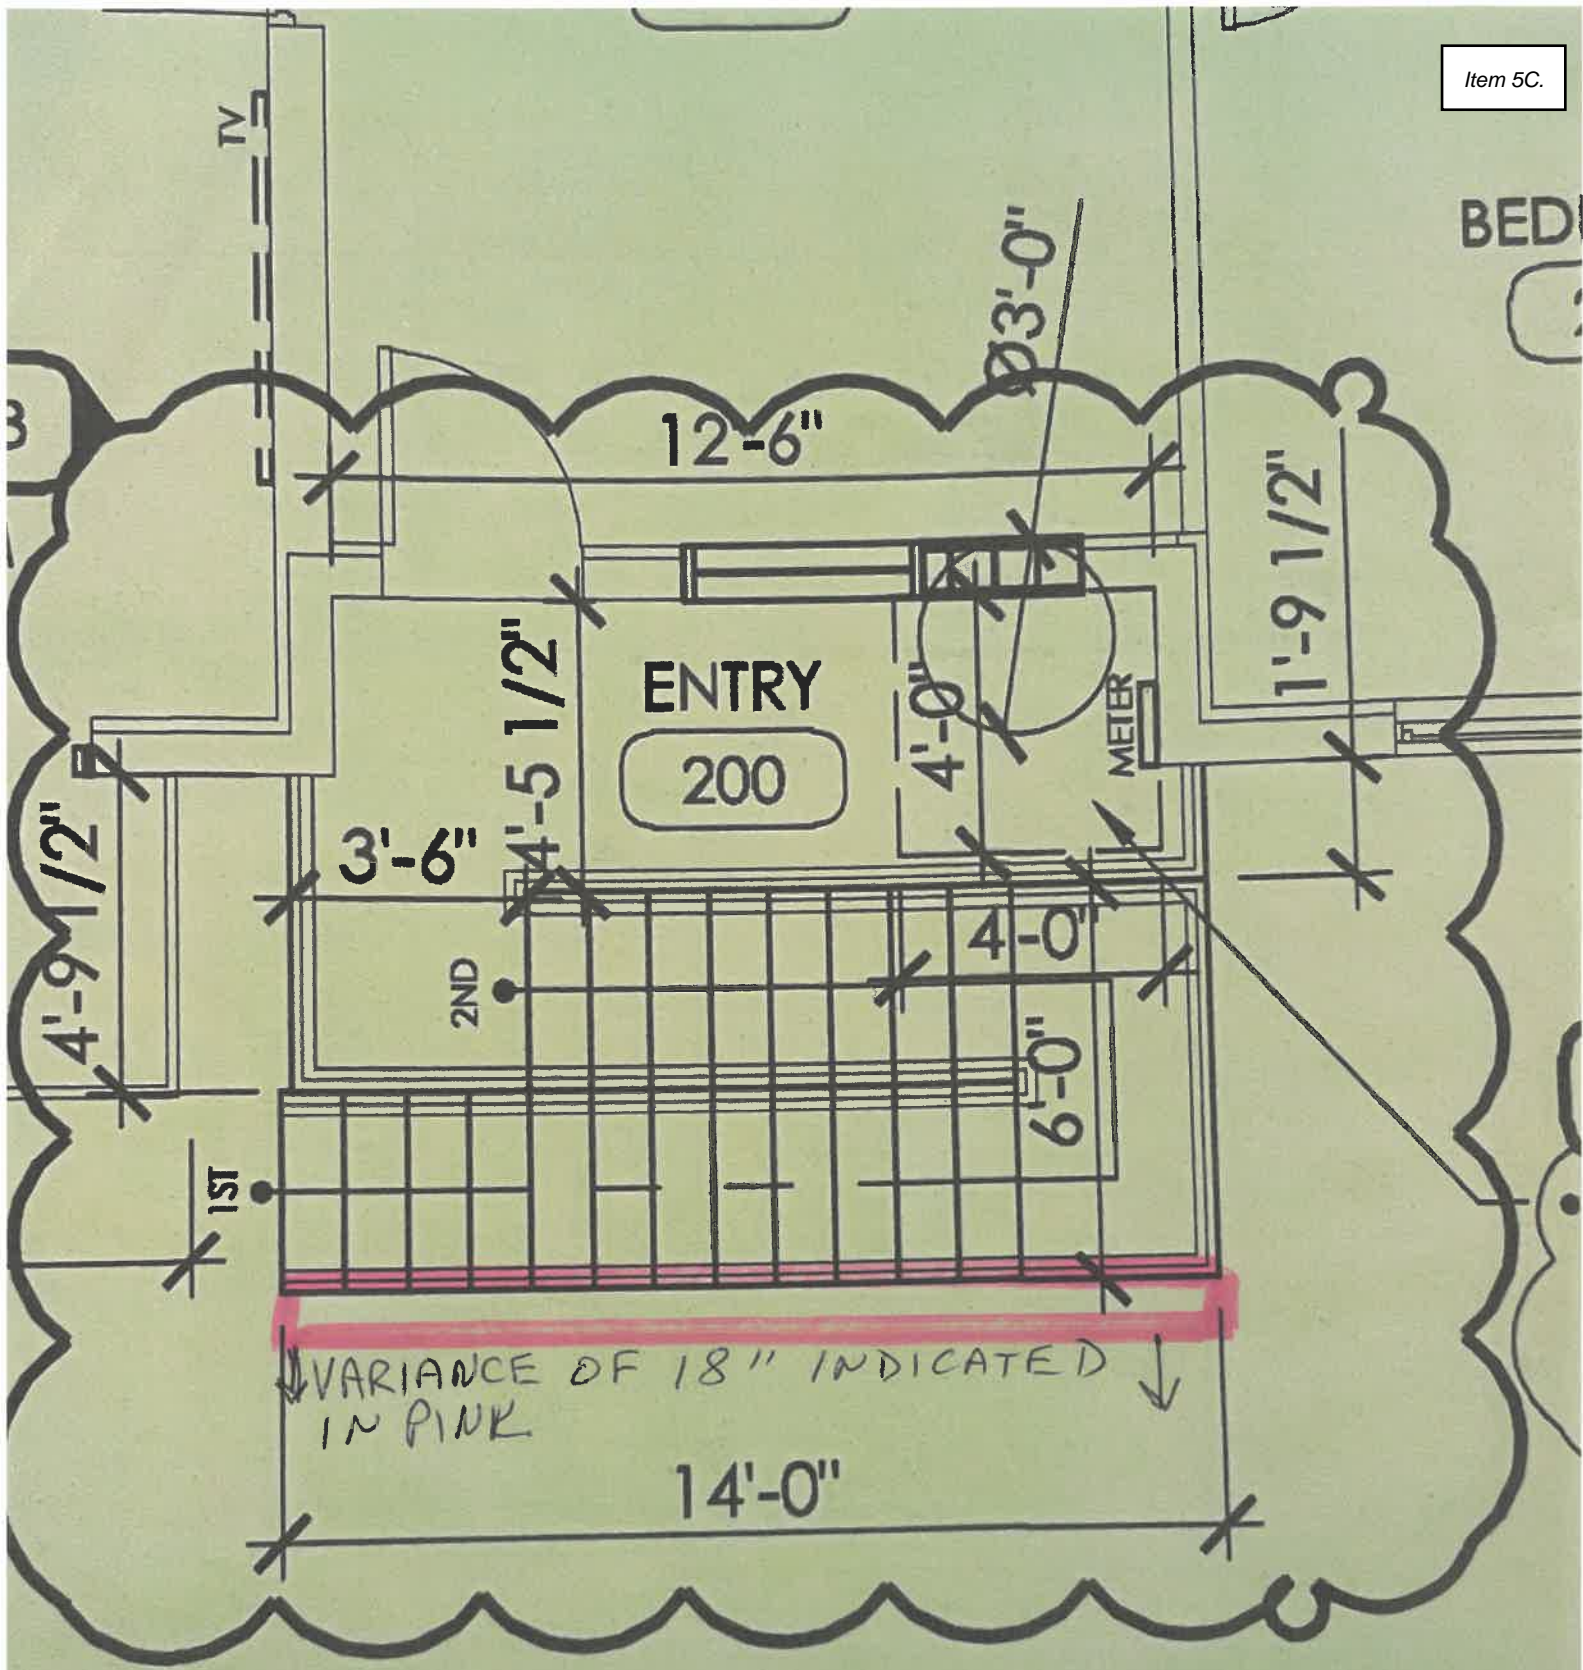 Item 5C.
TV
BED
Ø3'-0"
3
12'-6"
1'-9 1/2"
4'-5 1/2"
ENTRY
200
4'-0"
METER
3'-6"
4'-9 1/2"
4'-0"
2ND
6'-0"
1ST
VARIANCE OF 18" INDICATED
IN PINK
14'-0"